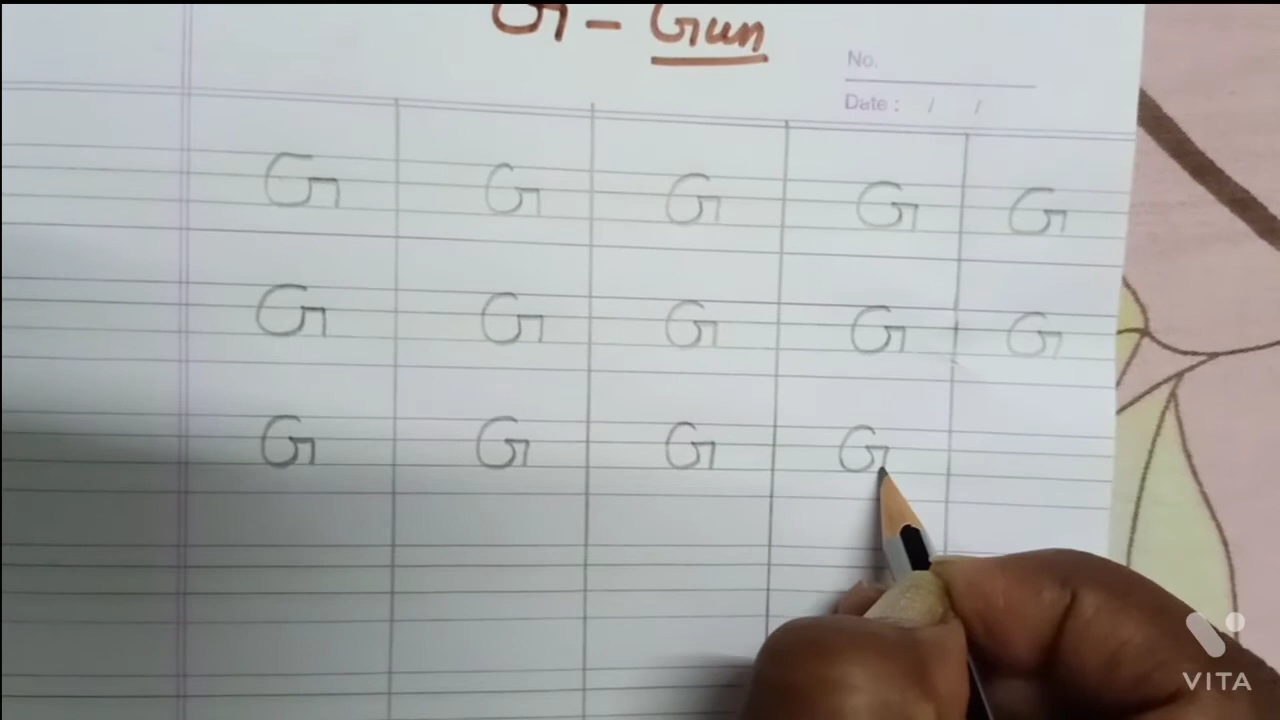 G - Gun
No.
Date : / /
G G G G G
G G G G G
G G G G
VITA